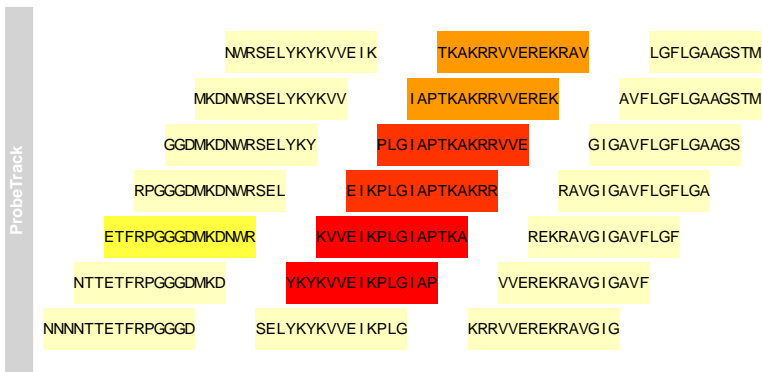 ProbeTrack
NWRSELYKYKVVEIK TKAKRRVVEREKRAV LGFLGAAGSTM
MKDNWRSELYKYKVV IAPTKAKRRVVEREK AVFLGFLGAAGSTM
GGDMKDNWRSELYKY PLGIAPTKAKRRVVE GIGAVFLGFLGAAGS
RPGGGDMKDNWRSEL EIKPLGIAPTKAKRR RAVGIGAVFLGFLGA
ETFRPGGGDMKDNWR KVVEIKPLGIAPTKA REKRAVGIGAVFLGF
NTTETFRPGGGDMKD YKYKVVEIKPLGIAP VVEREKRAVGIGAVF
NNNNTTETFRPGGGD SELYKYKVVEIKPLG KRRVVEREKRAVGIG